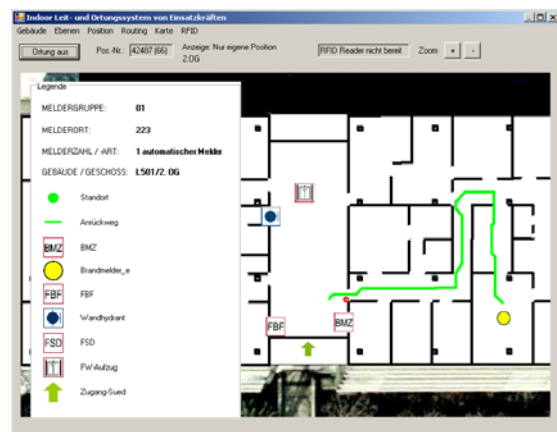 Indoor Leit- und Ortungssystem von Einsatzkräften
Gebäude Ebenen Position Routing Karte RFID
Ortung aus Pos.-Nr.: 42487 (66) Anzeige: Nur eigene Position RFID Reader nicht bereit Zoom + -
2.OG
Legende
MELDERGRUPPE: 01
MELDERORT: 223
MELDERZAHL / -ART: 1 automatischer Melder
GEBÄUDE / GESCHOSS: L501/2. OG
Standort
Anrückweg
BMZ BMZ
Brandmelder_e
FBF FBF
Wandhydrant
FSD FSD
FW-Aufzug
Zugang-Sued
FBF BMZ